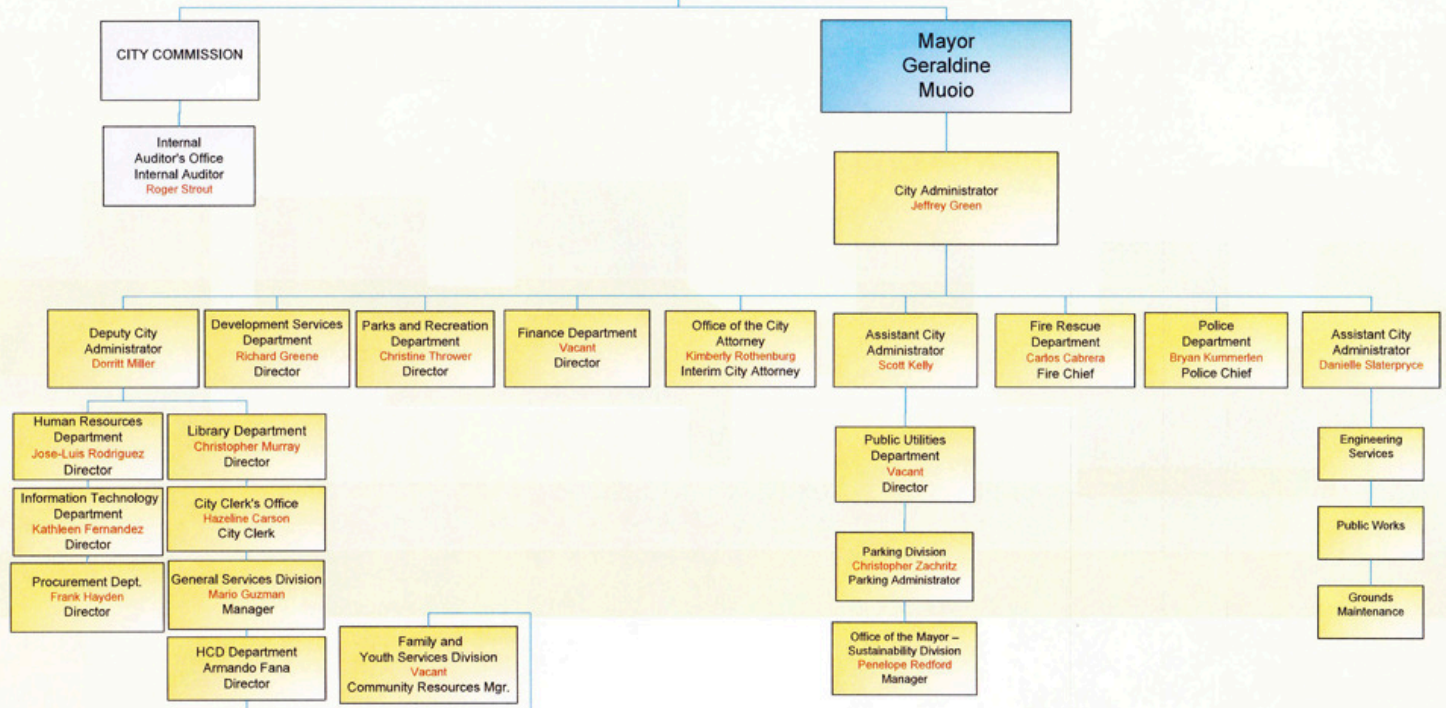 CITY COMMISSION
Mayor
Geraldine
Muoio
Internal
Auditor's Office
Internal Auditor
Roger Strout
City Administrator
Jeffrey Green
Deputy City
Administrator
Dorritt Miller
Development Services
Department
Richard Greene
Director
Parks and Recreation
Department
Christine Thrower
Director
Finance Department
Vacant
Director
Office of the City
Attorney
Kimberly Rothenburg
Interim City Attorney
Assistant City
Administrator
Scott Kelly
Fire Rescue
Department
Carlos Cabrera
Fire Chief
Police
Department
Bryan Kummerlen
Police Chief
Assistant City
Administrator
Danielle Slaterpryce
Human Resources
Department
Jose-Luis Rodriguez
Director
Library Department
Christopher Murray
Director
Public Utilities
Department
Vacant
Director
Engineering
Services
Information Technology
Department
Kathleen Fernandez
Director
City Clerk's Office
Hazeline Carson
City Clerk
Parking Division
Christopher Zachritz
Parking Administrator
Public Works
Procurement Dept.
Frank Hayden
Director
General Services Division
Mario Guzman
Manager
Grounds
Maintenance
HCD Department
Armando Fana
Director
Family and
Youth Services Division
Vacant
Community Resources Mgr.
Office of the Mayor –
Sustainability Division
Penelope Redford
Manager